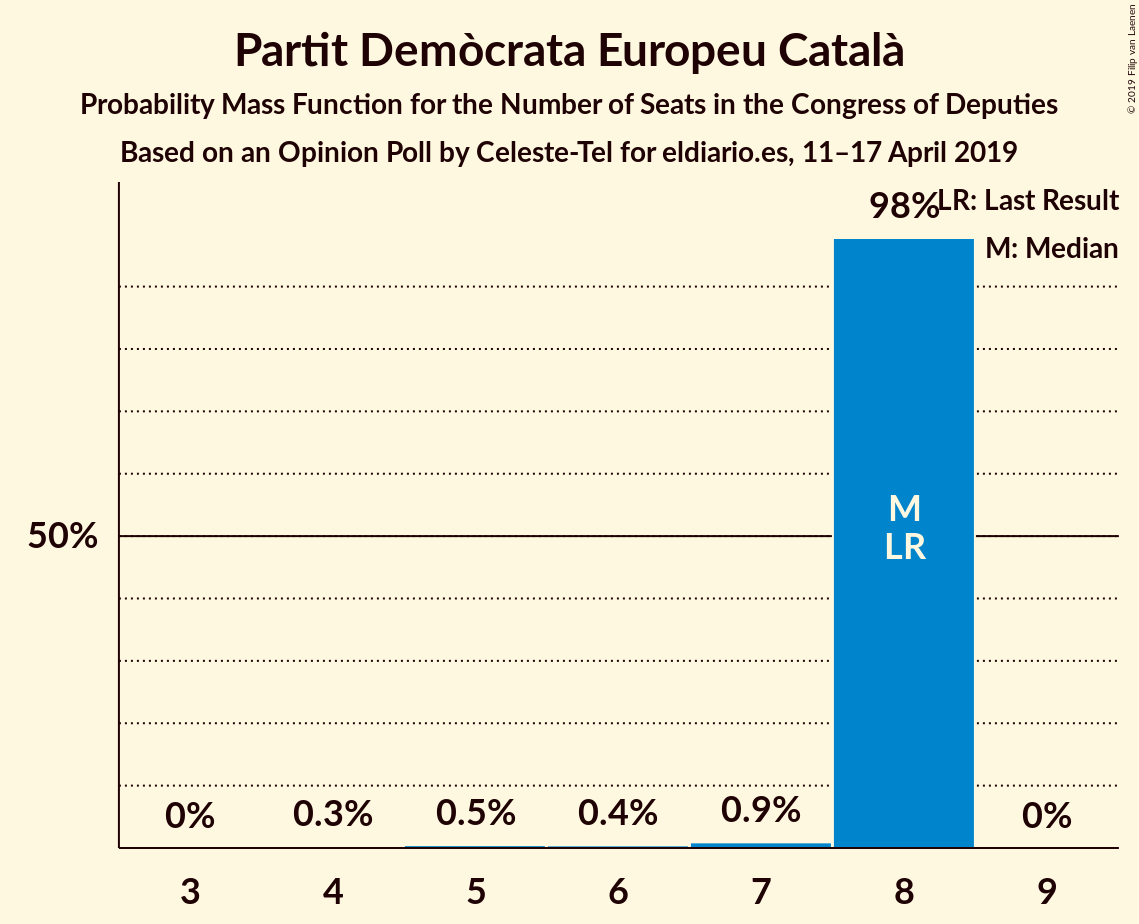 Partit Demòcrata Europeu Català
Probability Mass Function for the Number of Seats in the Congress of Deputies
Based on an Opinion Poll by Celeste-Tel for eldiario.es, 11–17 April 2019
© 2019 Filip van Laenen
98%
LR: Last Result
M: Median
50%
M
LR
0%
0.3%
0.5%
0.4%
0.9%
0%
3
4
5
6
7
8
9